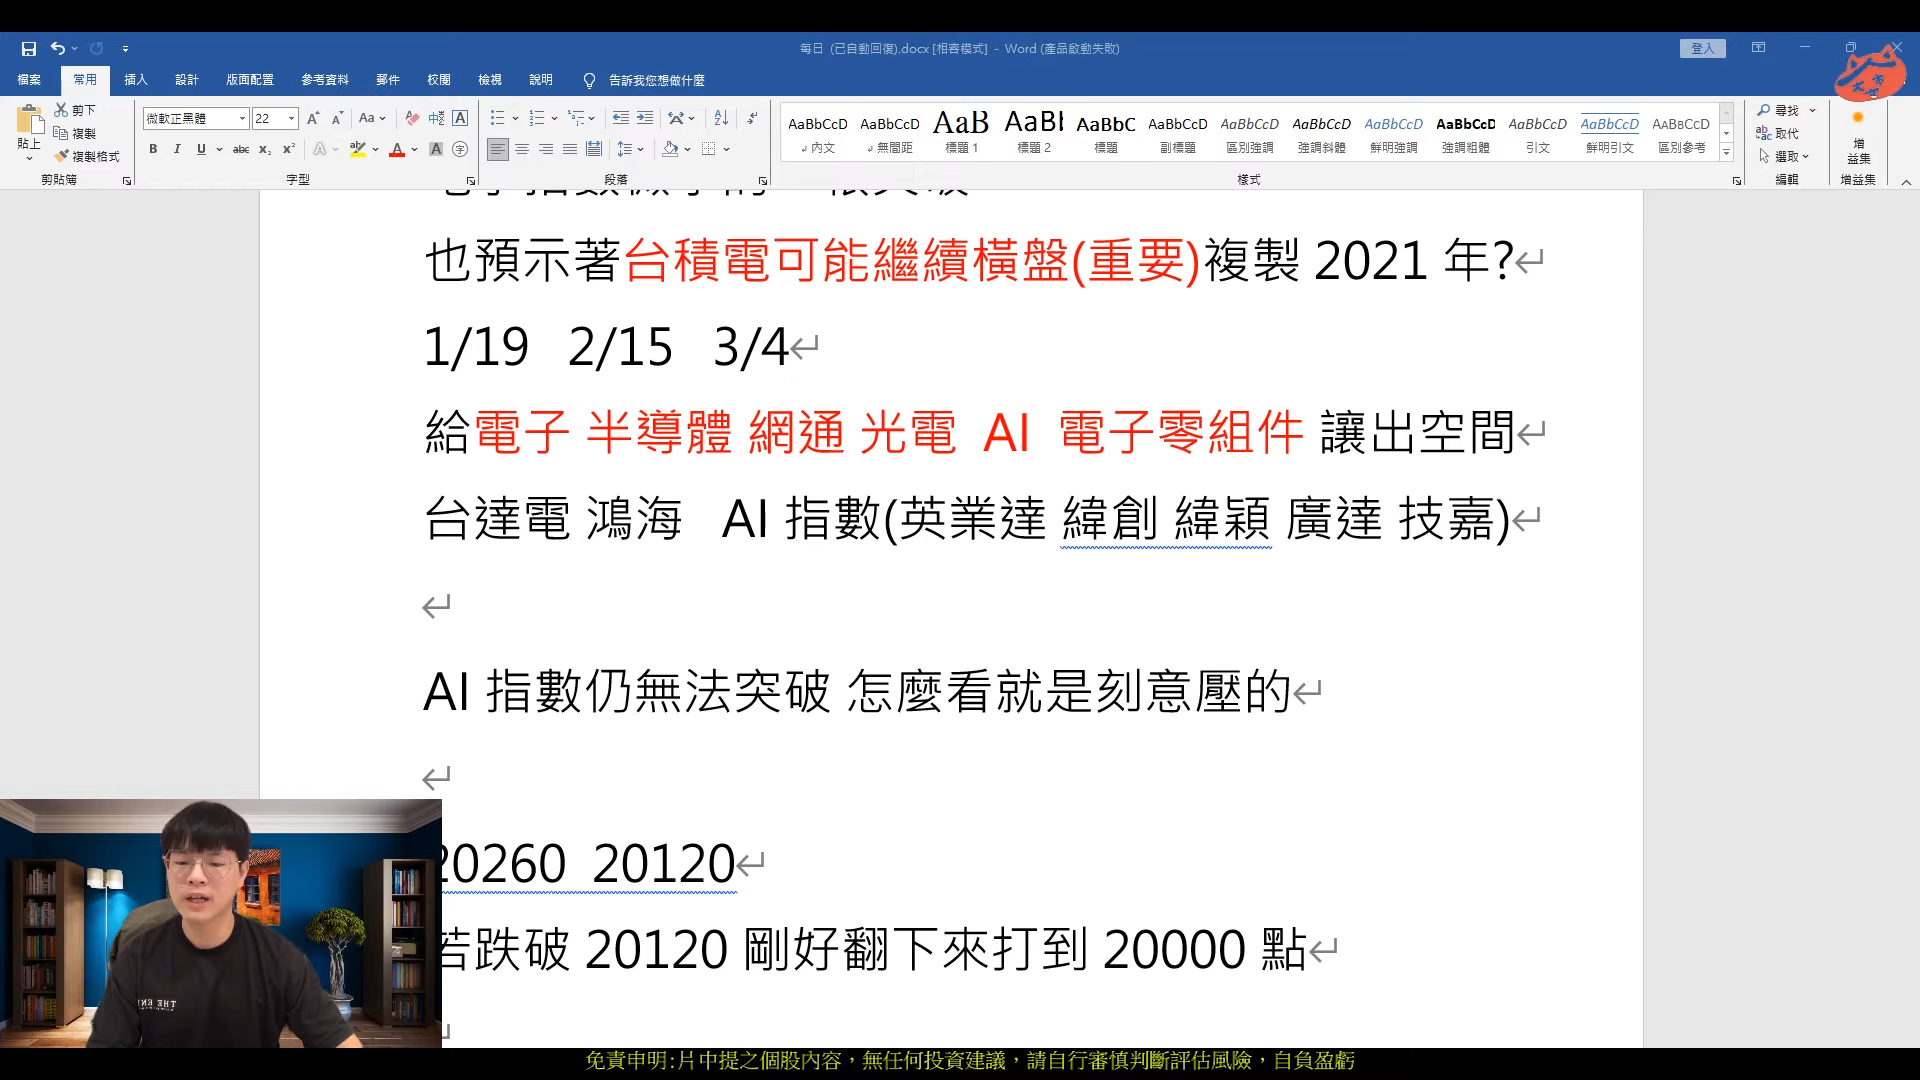 每日 (已自動回復).docx [相容模式] - Word (產品啟動失敗)
登入
檔案 常用 插入 設計 版面配置 參考資料 郵件 校閱 檢視 說明 告訴我您想做什麼
貼上
剪下
複製
複製格式
剪貼簿
微軟正黑體 22
字型
段落
AaBbCcD AaBbCcD AaB AaBl AaBbC AaBbCcD AaBbCcD AaBbCcD AaBbCcD AaBbCcD AaBbCcD AaBbCcD AaBbCcD
內文 無間距 標題 1 標題 2 標題 副標題 區別強調 強調斜體 鮮明強調 強調粗體 引文 鮮明引文 區別參考
樣式
尋找
取代
選取
編輯
增益集
增益集
也預示著台積電可能繼續橫盤(重要)複製 2021 年?
1/19 2/15 3/4
給電子 半導體 網通 光電 AI 電子零組件 讓出空間
台達電 鴻海 AI 指數(英業達 緯創 緯穎 廣達 技嘉)
AI 指數仍無法突破 怎麼看就是刻意壓的
20260 20120
若跌破 20120 剛好翻下來打到 20000 點
免責申明:片中提之個股內容，無任何投資建議，請自行審慎判斷評估風險，自負盈虧